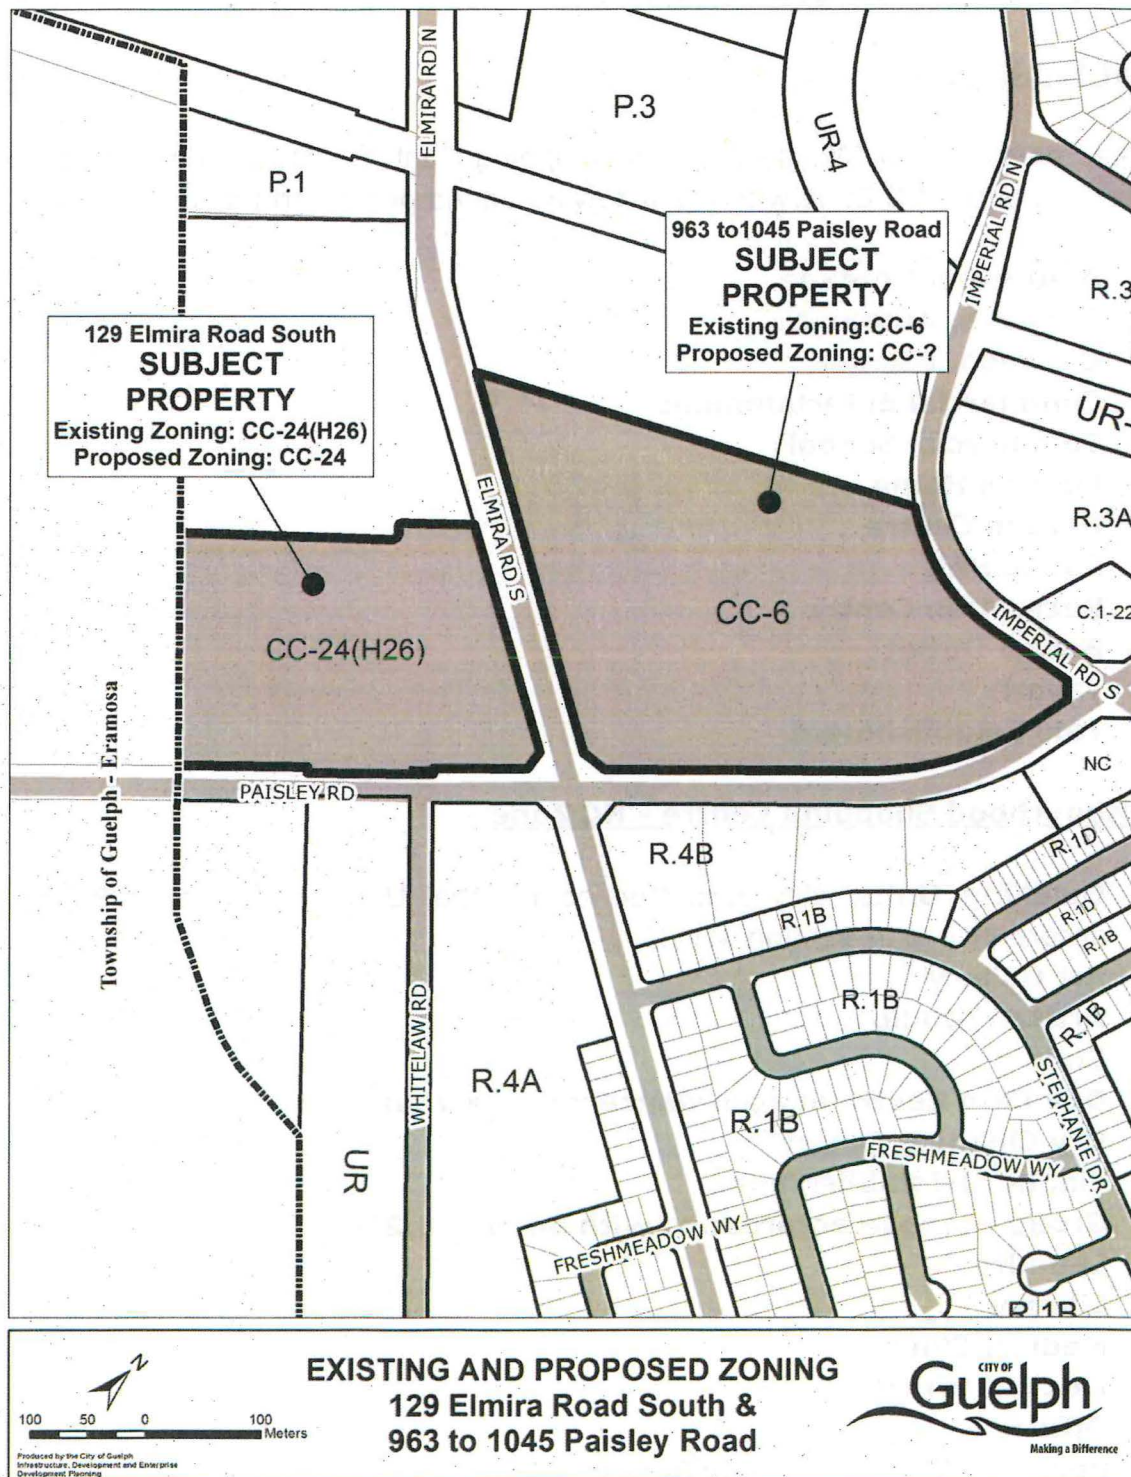 ELMIRA RD N
P.3
UR-4
P.1
IMPERIAL RD N
963 to1045 Paisley Road
SUBJECT
PROPERTY
Existing Zoning:CC-6
Proposed Zoning: CC-?
R.3
129 Elmira Road South
SUBJECT
PROPERTY
Existing Zoning: CC-24(H26)
Proposed Zoning: CC-24
UR-
ELMIRA RD S
R.3A
CC-6
C.1-22
CC-24(H26)
IMPERIAL RD S
Township of Guelph - Eramosa
NC
PAISLEY RD
R.4B
R.1D
R.1B
R.1D
R.1B
R.1B
R.1B
WHITELAW RD
R.4A
STEPHANIE DR
R.1B
UR
FRESHMEADOW WY
FRESHMEADOW WY
R.1B
N
100 50 0 100
Meters
Produced by the City of Guelph
Infrastructure, Development and Enterprise
Development Planning
EXISTING AND PROPOSED ZONING
129 Elmira Road South &
963 to 1045 Paisley Road
CITY OF
Guelph
Making a Difference